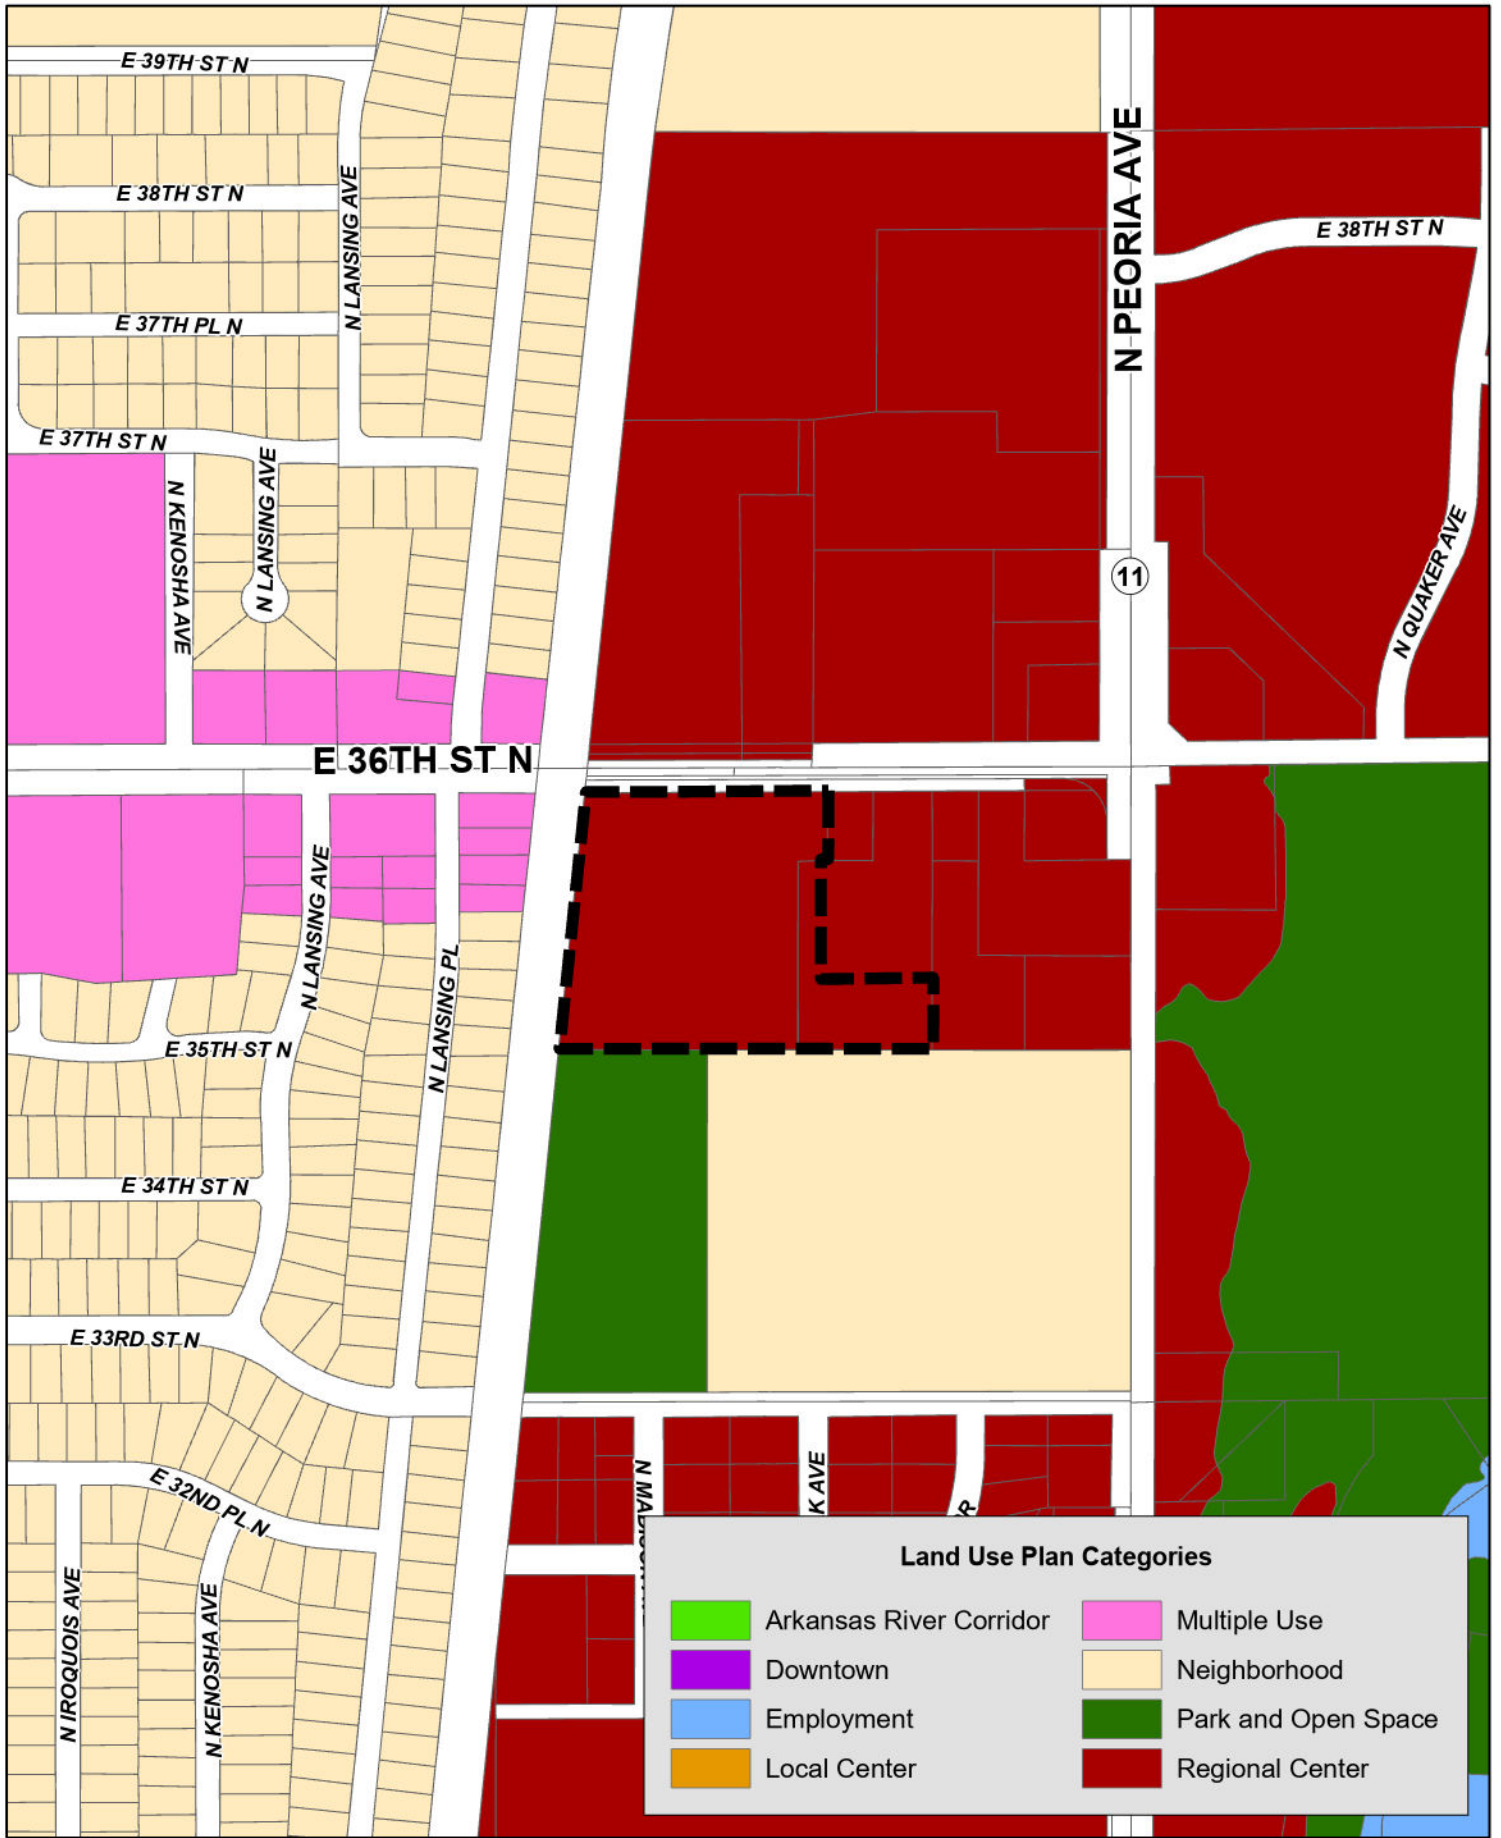 E 39TH ST N
N PEORIA AVE
E 38TH ST N
N LANSING AVE
E 38TH ST N
E 37TH PL N
E 37TH ST N
N LANSING AVE
N KENOSHA AVE
N QUAKER AVE
11
E 36TH ST N
N LANSING AVE
N LANSING PL
E 35TH ST N
E 34TH ST N
E 33RD ST N
E 32ND PL N
K AVE
N IROQUOIS AVE
N KENOSHA AVE
Land Use Plan Categories
Arkansas River Corridor
Downtown
Employment
Local Center
Multiple Use
Neighborhood
Park and Open Space
Regional Center